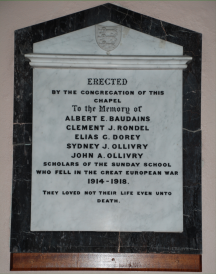 ERECTED
BY THE CONGREGATION OF THIS
CHAPEL
To the Memory of
ALBERT E. BAUDAINS
CLEMENT J. RONDEL
ELIAS G. DOREY
SYDNEY J. OLLIVRY
JOHN A. OLLIVRY
SCHOLARS OF THE SUNDAY SCHOOL
WHO FELL IN THE GREAT EUROPEAN WAR
1914-1918.
THEY LOVED NOT THEIR LIFE EVEN UNTO
DEATH.